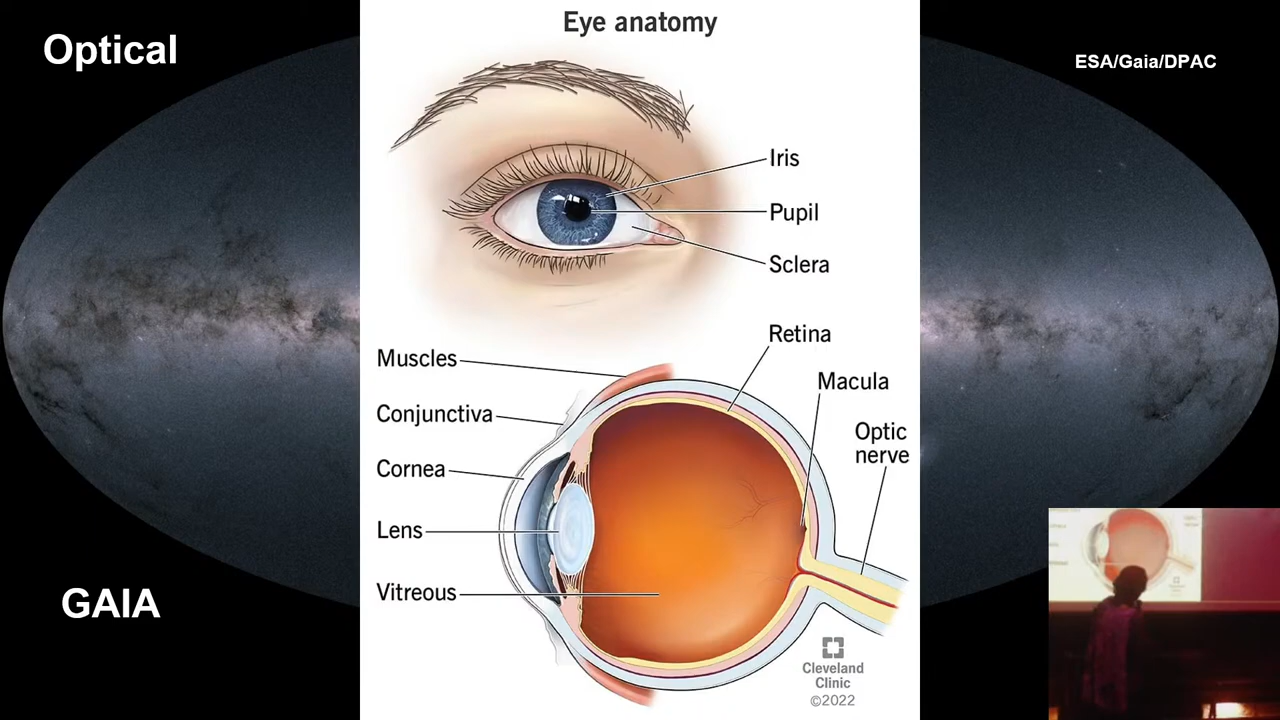 Optical
Eye anatomy
ESA/Gaia/DPAC
Iris
Pupil
Sclera
Retina
Muscles
Macula
Conjunctiva
Optic
nerve
Cornea
Lens
Vitreous
GAIA
Cleveland
Clinic
©2022